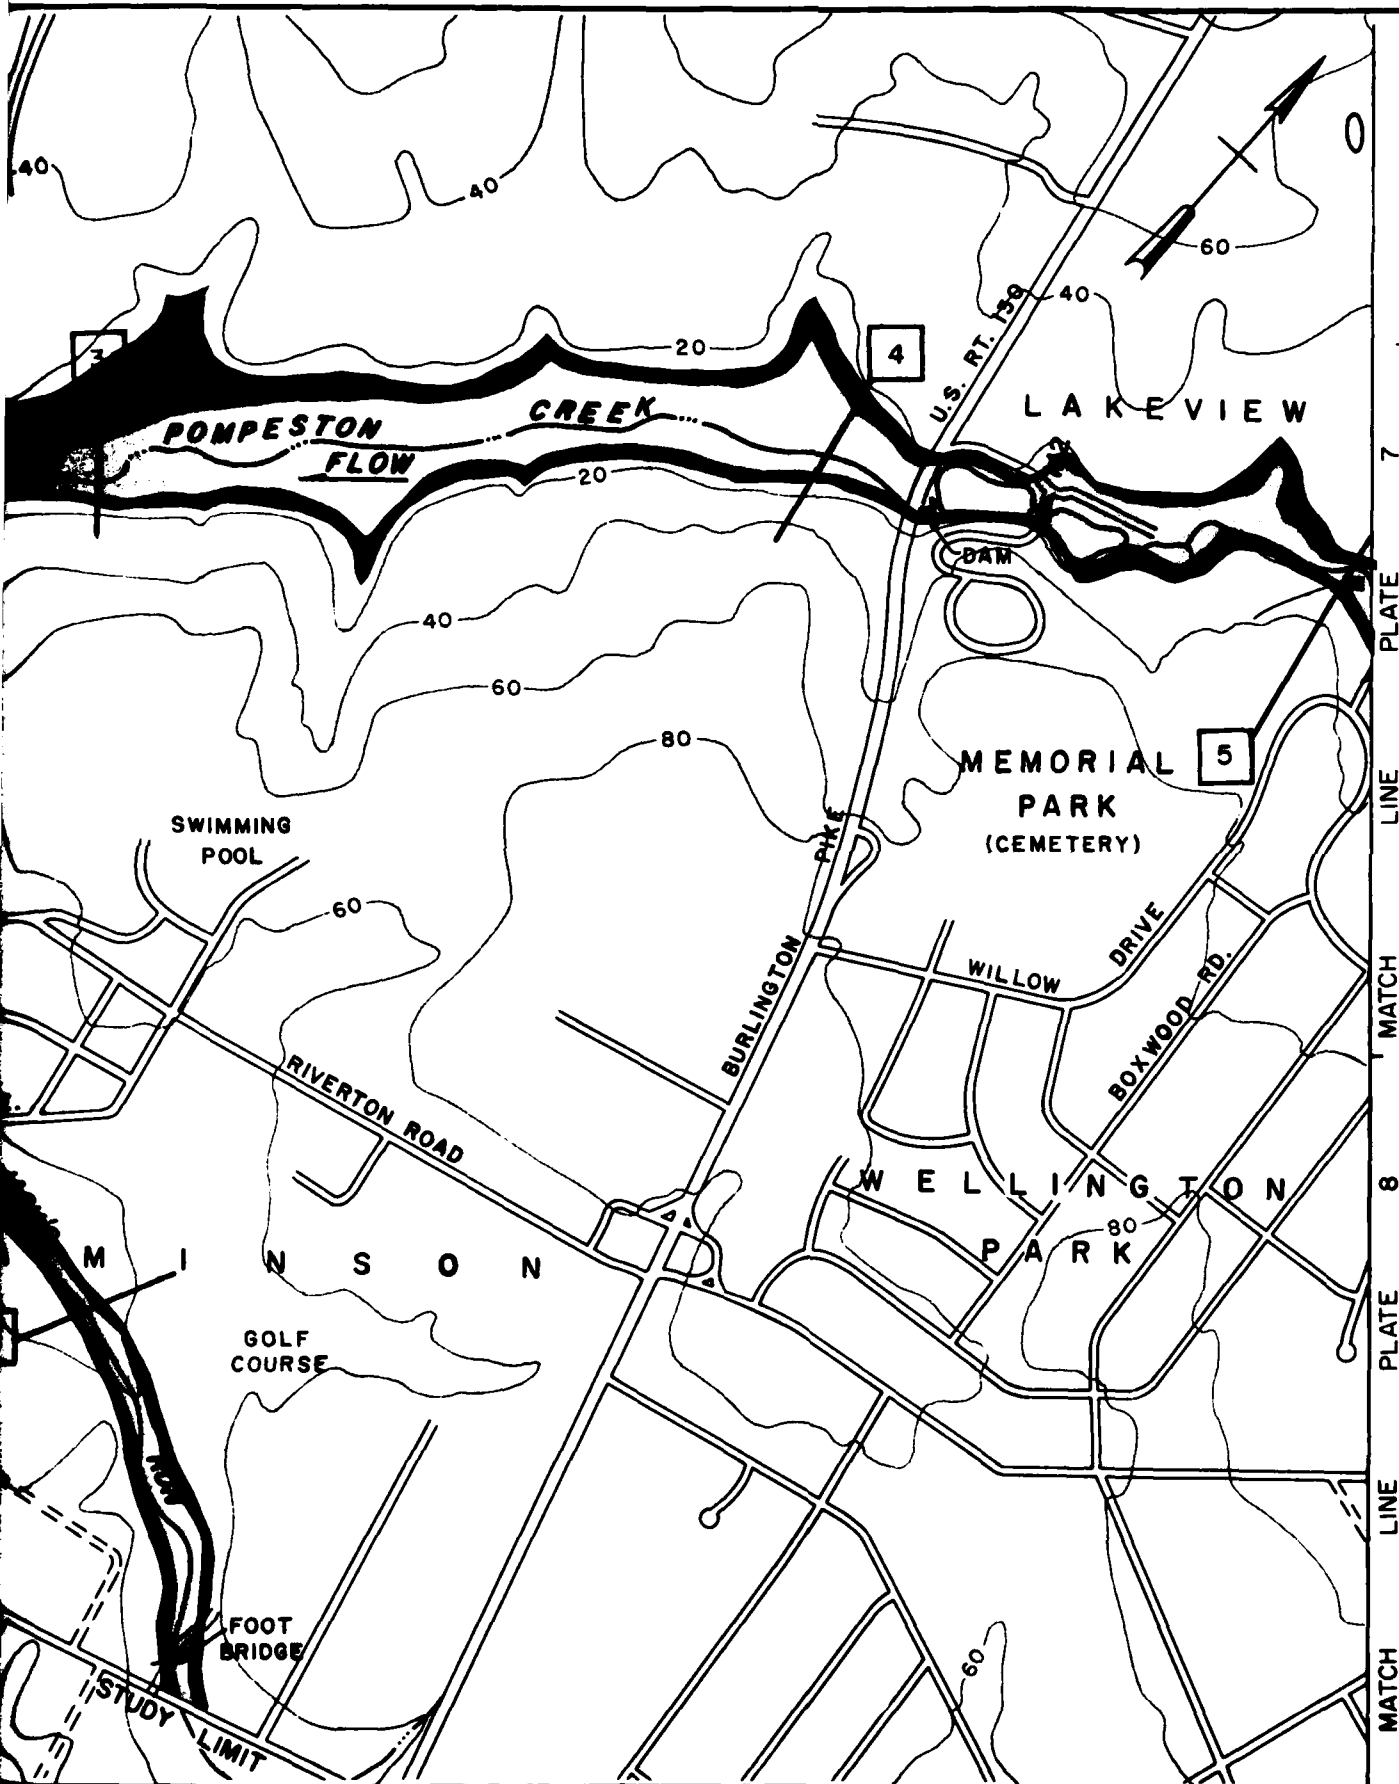 40
40
60
40
U.S. RT. 130
3
20
4
LAKEVIEW
POMPESTON CREEK
FLOW
20
DAM
40
60
80
MEMORIAL
PARK
(CEMETERY)
5
SWIMMING
POOL
60
BURLINGTON PIKE
WILLOW DRIVE
BOXWOOD RD.
RIVERTON ROAD
WELLINGTON
PARK
80
MINSON
GOLF
COURSE
RUN
FOOT
BRIDGE
60
STUDY LIMIT
MATCH LINE PLATE 7
MATCH LINE PLATE 8